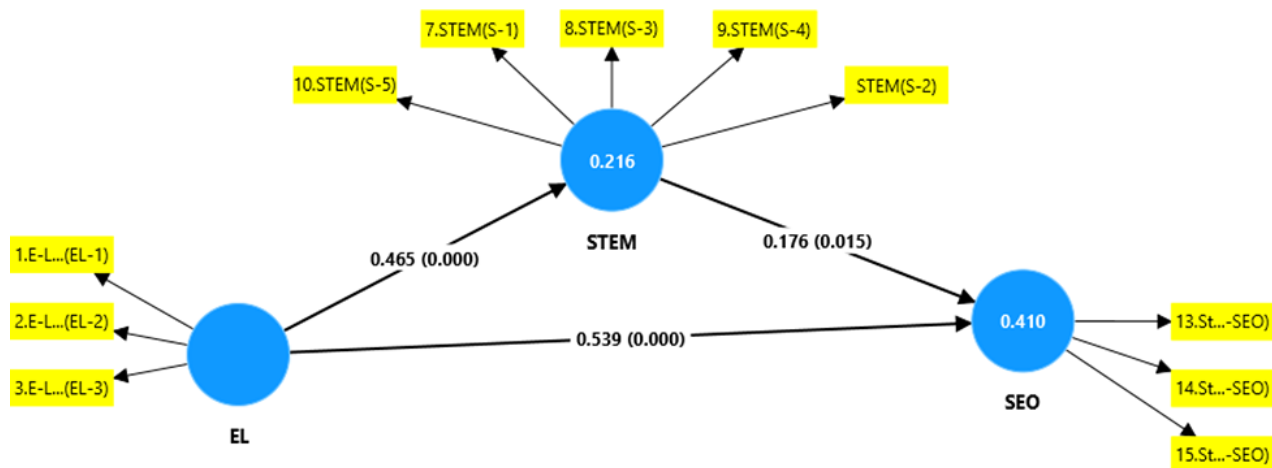 7.STEM(S-1)
8.STEM(S-3)
9.STEM(S-4)
10.STEM(S-5)
STEM(S-2)
0.216
STEM
0.465 (0.000)
0.176 (0.015)
1.E-L...(EL-1)
2.E-L...(EL-2)
3.E-L...(EL-3)
EL
0.539 (0.000)
0.410
SEO
13.St...-SEO)
14.St...-SEO)
15.St...-SEO)